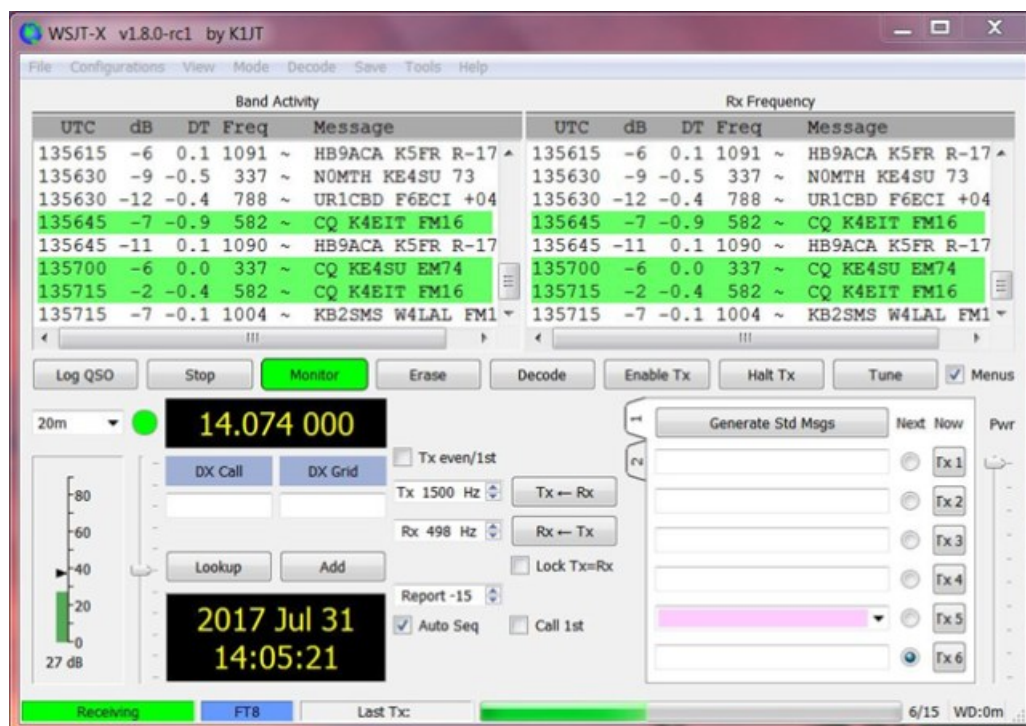 WSJT-X v1.8.0-rc1 by K1JT
File Configurations View Mode Decode Save Tools Help
Band Activity
UTC dB DT Freq Message
135615 -6 0.1 1091 ~ HB9ACA K5FR R-17
135630 -9 -0.5 337 ~ N0MTH KE4SU 73
135630 -12 -0.4 788 ~ UR1CBD F6ECI +04
135645 -7 -0.9 582 ~ CQ K4EIT FM16
135645 -11 0.1 1090 ~ HB9ACA K5FR R-17
135700 -6 0.0 337 ~ CQ KE4SU EM74
135715 -2 -0.4 582 ~ CQ K4EIT FM16
135715 -7 -0.1 1004 ~ KB2SMS W4LAL FM1
Rx Frequency
UTC dB DT Freq Message
135615 -6 0.1 1091 ~ HB9ACA K5FR R-17
135630 -9 -0.5 337 ~ N0MTH KE4SU 73
135630 -12 -0.4 788 ~ UR1CBD F6ECI +04
135645 -7 -0.9 582 ~ CQ K4EIT FM16
135645 -11 0.1 1090 ~ HB9ACA K5FR R-17
135700 -6 0.0 337 ~ CQ KE4SU EM74
135715 -2 -0.4 582 ~ CQ K4EIT FM16
135715 -7 -0.1 1004 ~ KB2SMS W4LAL FM1
Log QSO Stop Monitor Erase Decode Enable Tx Halt Tx Tune Menus
20m
14.074 000
DX Call DX Grid
Lookup Add
2017 Jul 31
14:05:21
80
60
40
20
0
27 dB
Tx even/1st
Tx 1500 Hz Tx ← Rx
Rx 498 Hz Rx ← Tx
Lock Tx=Rx
Report -15
Auto Seq Call 1st
1
2
Generate Std Msgs Next Now Pwr
Tx 1
Tx 2
Tx 3
Tx 4
Tx 5
Tx 6
Receiving FT8 Last Tx: 6/15 WD:0m